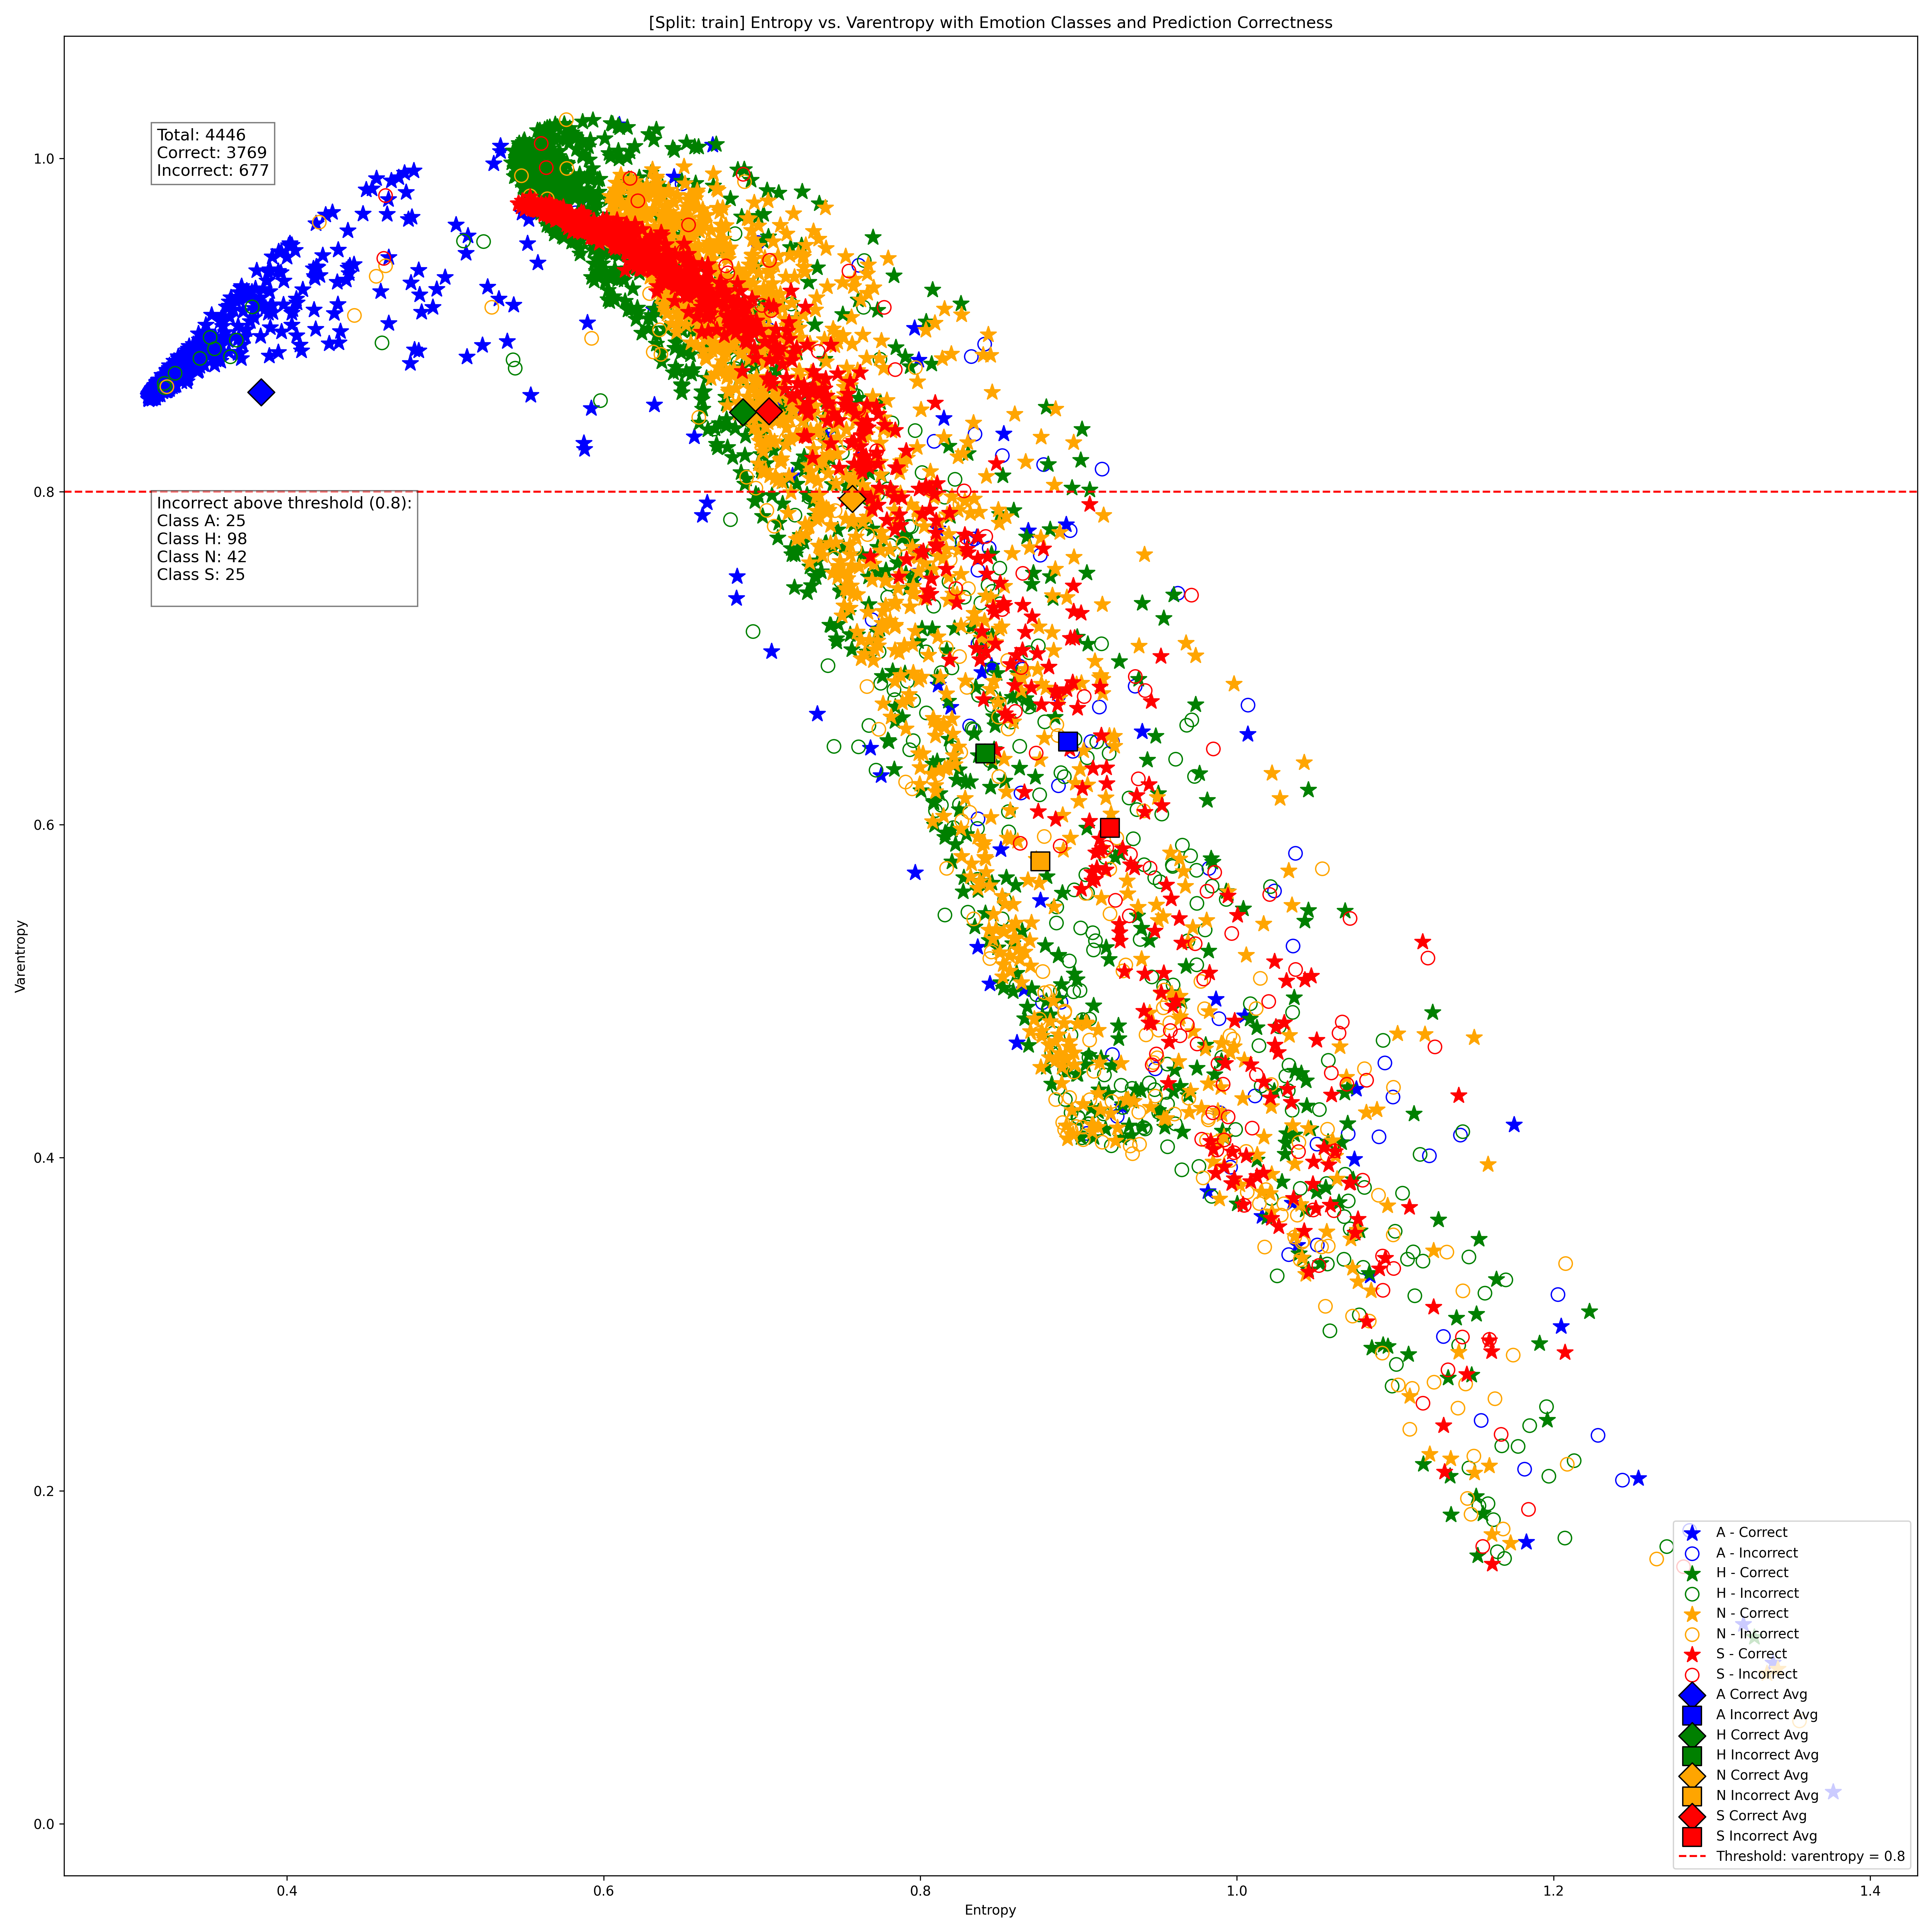 [Split: train] Entropy vs. Varentropy with Emotion Classes and Prediction Correctness
Total: 4446
Correct: 3769
Incorrect: 677
Incorrect above threshold (0.8):
Class A: 25
Class H: 98
Class N: 42
Class S: 25
Varentropy
1.0
0.8
0.6
0.4
0.2
0.0
A - Correct
A - Incorrect
H - Correct
H - Incorrect
N - Correct
N - Incorrect
S - Correct
S - Incorrect
A Correct Avg
A Incorrect Avg
H Correct Avg
H Incorrect Avg
N Correct Avg
N Incorrect Avg
S Correct Avg
S Incorrect Avg
Threshold: varentropy = 0.8
0.4
0.6
0.8
1.0
1.2
1.4
Entropy